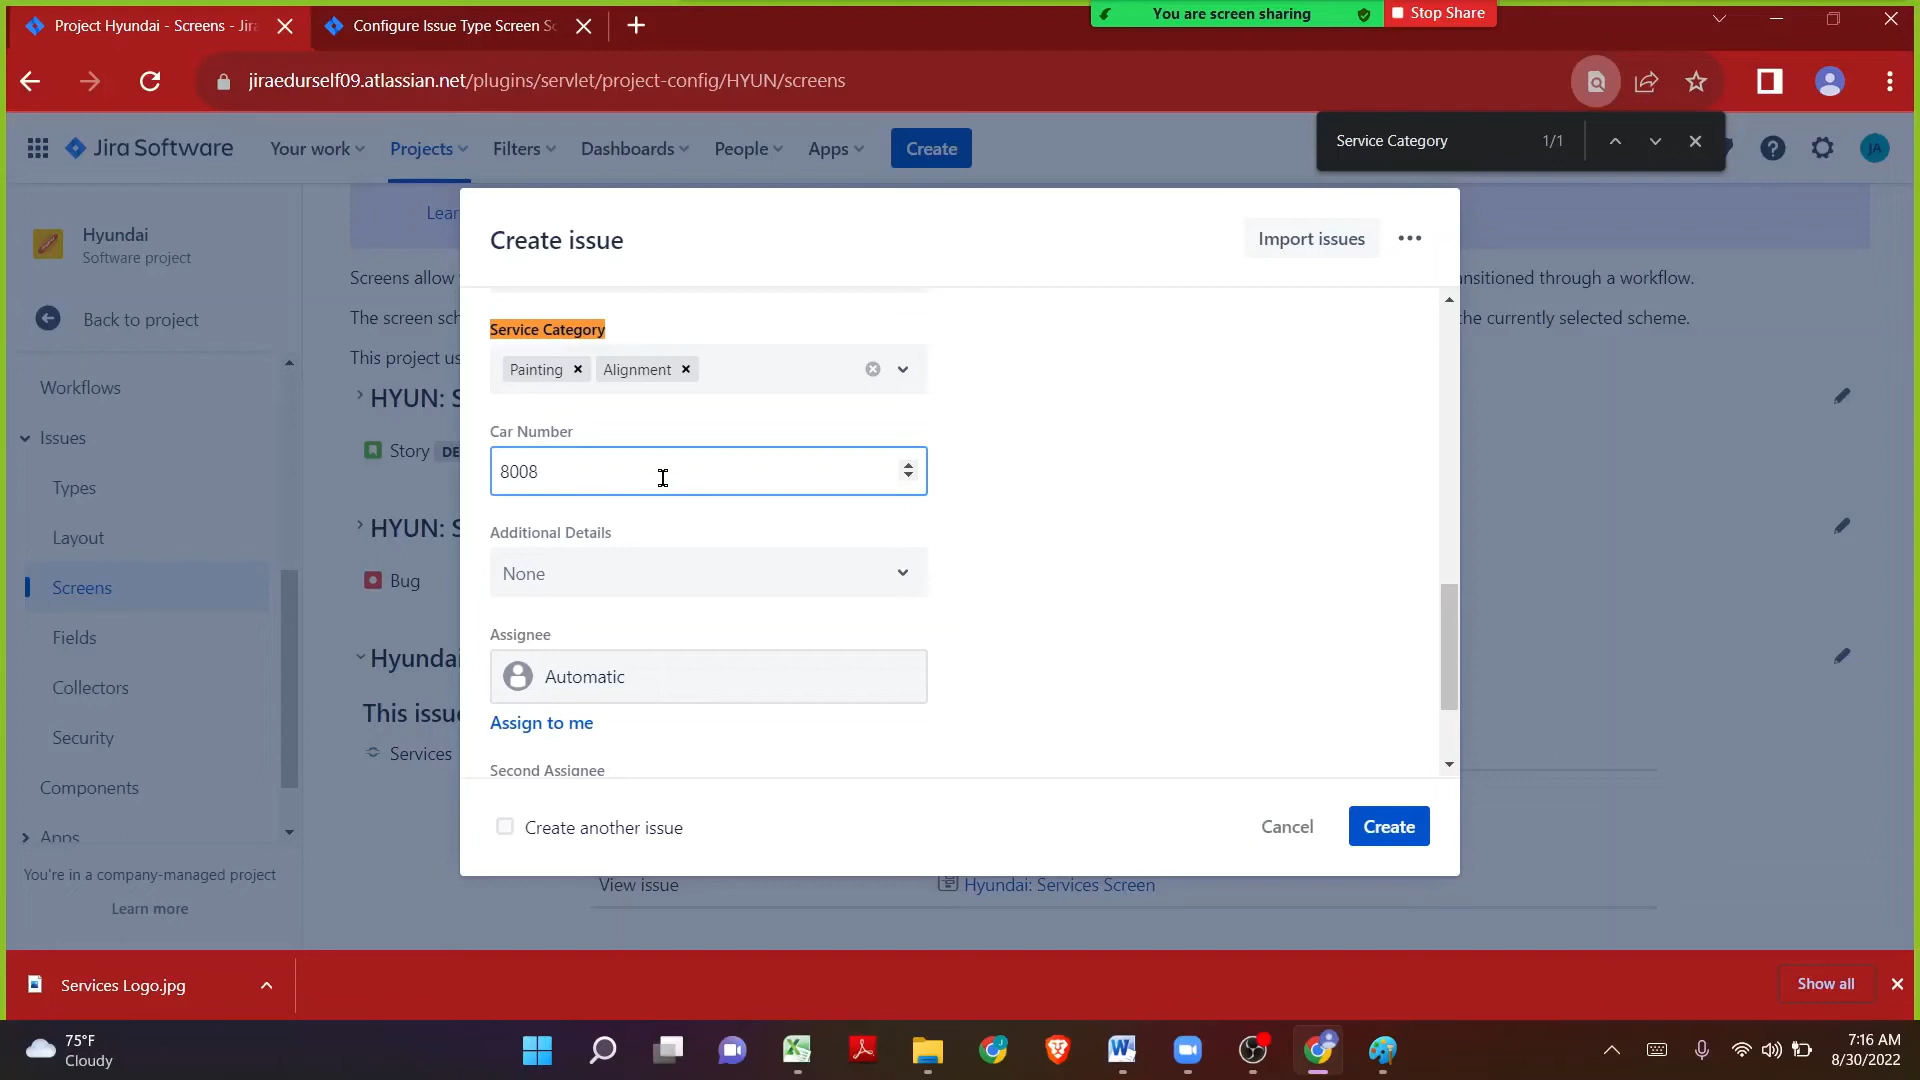 Project Hyundai - Screens - Jira
Configure Issue Type Screen Sc
You are screen sharing
Stop Share
jiraedurself09.atlassian.net/plugins/servlet/project-config/HYUN/screens
Service Category 1/1
Jira Software
Your work
Projects
Filters
Dashboards
People
Apps
Create
JA
Hyundai
Software project
Back to project
Workflows
Issues
Types
Layout
Screens
Fields
Collectors
Security
Components
Apps
You're in a company-managed project
Learn more
Lear
Screens allow
nsitioned through a workflow.
The screen sch
he currently selected scheme.
This project us
HYUN: S
Story DE
HYUN: S
Bug
Hyundai
This issue
Services
View issue
Hyundai: Services Screen
Create issue
Import issues
Service Category
Painting
Alignment
Car Number
8008
Additional Details
None
Assignee
Automatic
Assign to me
Second Assignee
Create another issue
Cancel
Create
Services Logo.jpg
Show all
75°F
Cloudy
7:16 AM
8/30/2022